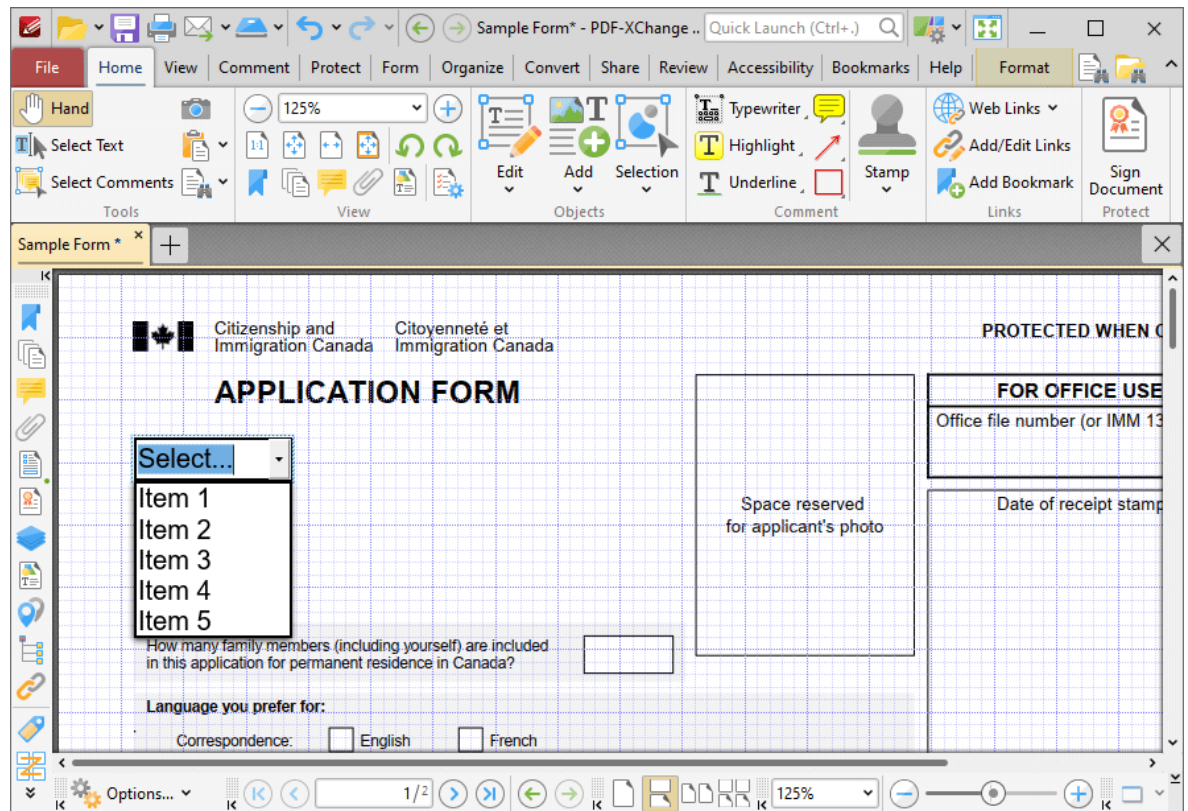 Sample Form* - PDF-XChange ..
Quick Launch (Ctrl+.)
File Home View Comment Protect Form Organize Convert Share Review Accessibility Bookmarks Help Format
Hand
Select Text
Select Comments
Tools
125%
1:1
View
Edit
Add
Selection
Objects
Typewriter
Highlight
Underline
Stamp
Comment
Web Links
Add/Edit Links
Add Bookmark
Links
Sign
Document
Protect
Sample Form *
Citizenship and
Immigration Canada
Citoyenneté et
Immigration Canada
PROTECTED WHEN
APPLICATION FORM
FOR OFFICE USE
Office file number (or IMM 13
Select...
Item 1
Item 2
Item 3
Item 4
Item 5
Space reserved
for applicant's photo
Date of receipt stamp
How many family members (including yourself) are included
in this application for permanent residence in Canada?
Language you prefer for:
Correspondence: English French
Options... 1/2 125%